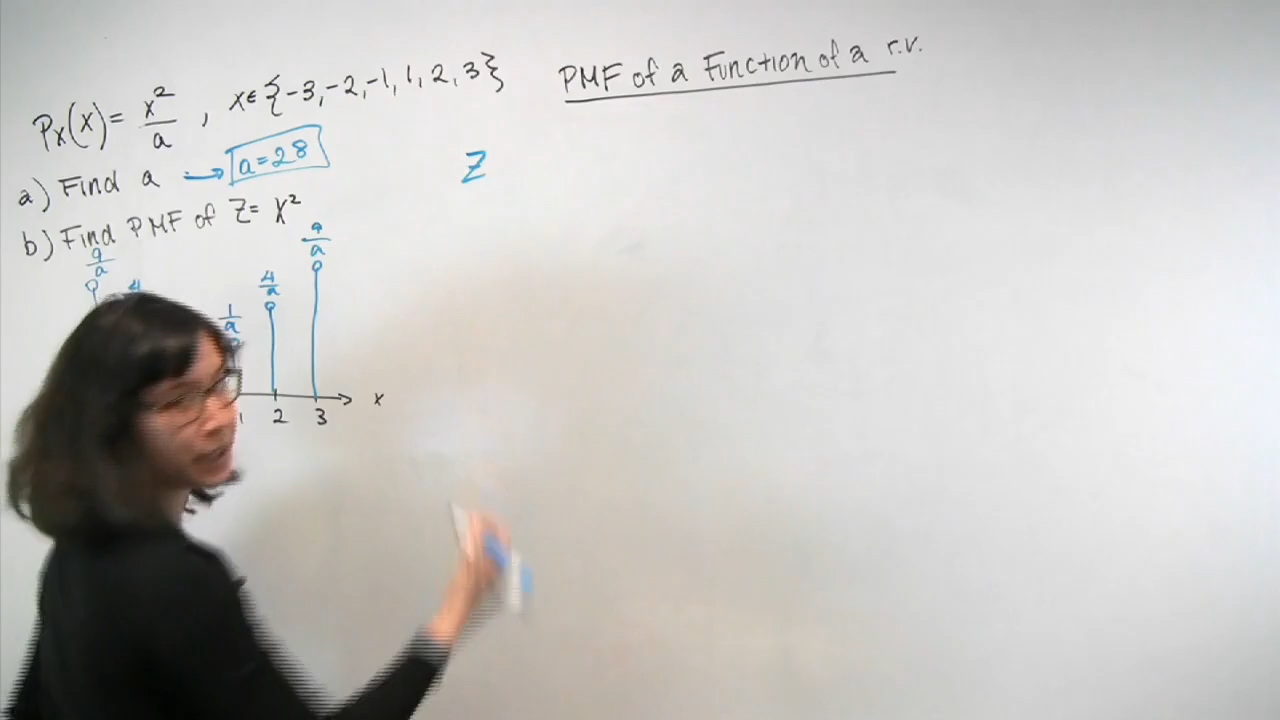 PMF of a Function of a r.v.
Px(x) = x²/a , x∈{-3,-2,-1,1,2,3}
a) Find a → a=28
b) Find PMF of Z= X²
Z
9/a 4 1/a 4/a 9/a
1 2 3 x